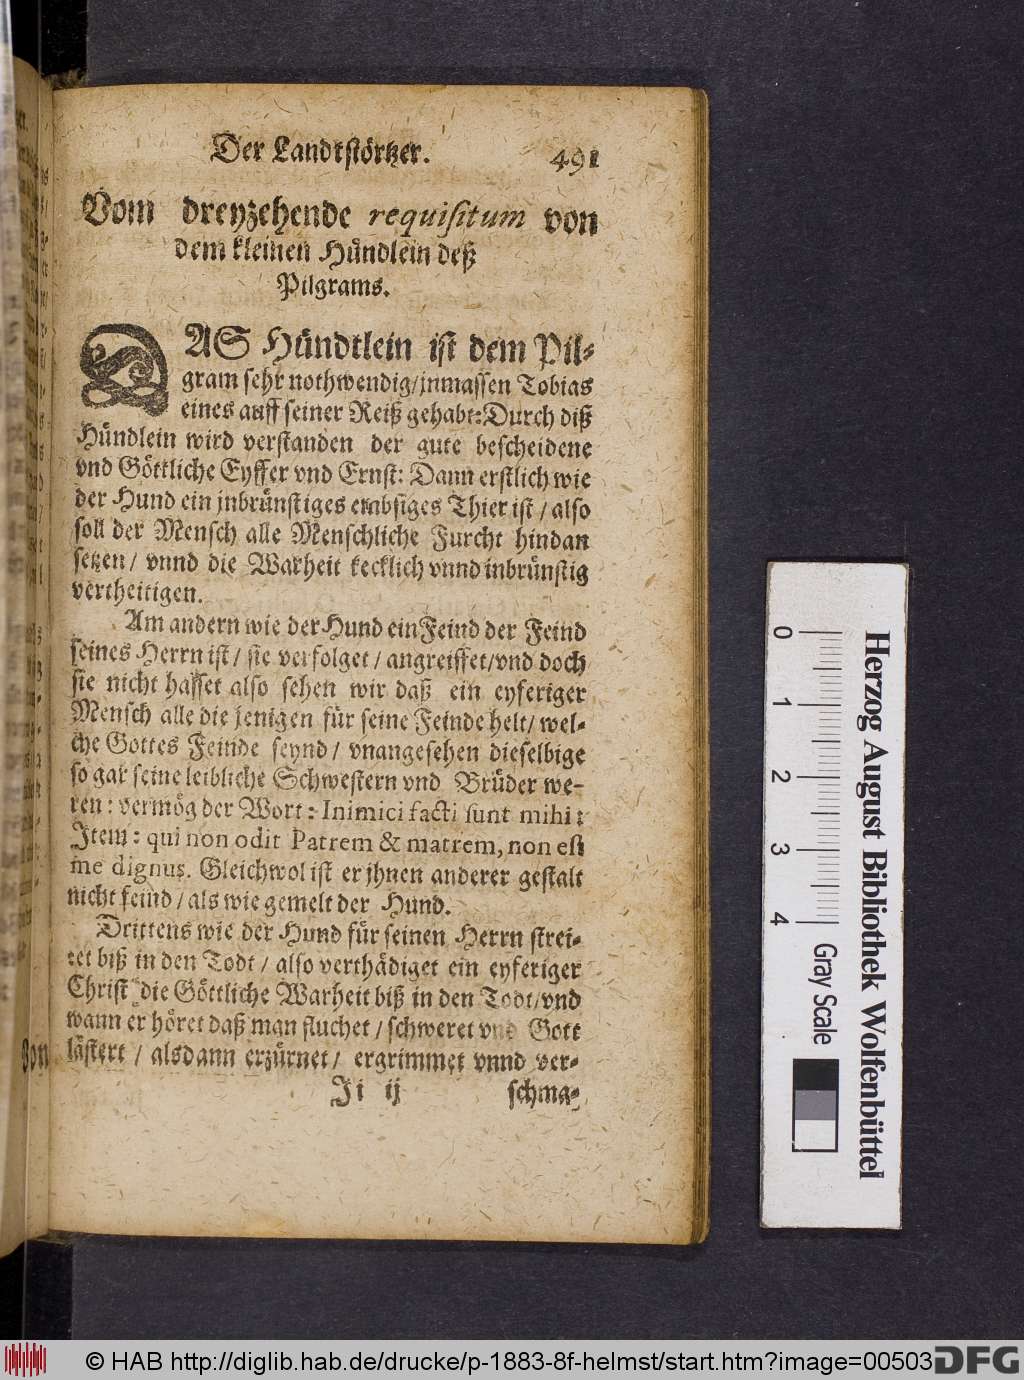 Der Landtstörtzer. 491
Vom dreyzehende requisitum von
dem kleinen Hündlein deß
Pilgrams.
DAS Hündtlein ist dem Pil-
gram sehr nothwendig/inmassen Tobias
eines auff seiner Reiß gehabt: Durch diß
Hündlein wird verstanden der gute bescheidene
vnd Göttliche Eyffer vnd Ernst: Dann erstlich wie
der Hund ein inbrünstiges embsiges Thier ist / also
soll der Mensch alle Menschliche Furcht hindan
setzen / vnnd die Warheit kecklich vnnd inbrünstig
vertheitigen.
Am andern wie der Hund ein Feind der Feind
seines Herrn ist / sie verfolget / angreiffet/vnd doch
sie nicht hasset also sehen wir daß ein eyferiger
Mensch alle die jenigen für seine Feinde helt/ wel-
che Gottes Feinde seynd / vnangesehen dieselbige
so gar seine leibliche Schwestern vnd Brüder we-
ren: vermög der Wort: Inimici facti sunt mihi:
Item: qui non odit Patrem & matrem, non est
me dignus. Gleichwol ist er ihnen anderer gestalt
nicht feind / als wie gemelt der Hund.
Drittens wie der Hund für seinen Herrn strei-
tet biß in den Todt / also verthädiget ein eyferiger
Christ die Göttliche Warheit biß in den Todt/vnd
wann er höret daß man fluchet / schweret vnd Gott
lästert / alsdann erzürnet / ergrimmet vnnd ver-
Ji ij schma-
Von
0 1 2 3 4
Herzog August Bibliothek Wolfenbüttel
Gray Scale
© HAB http://diglib.hab.de/drucke/p-1883-8f-helmst/start.htm?image=00503
DFG